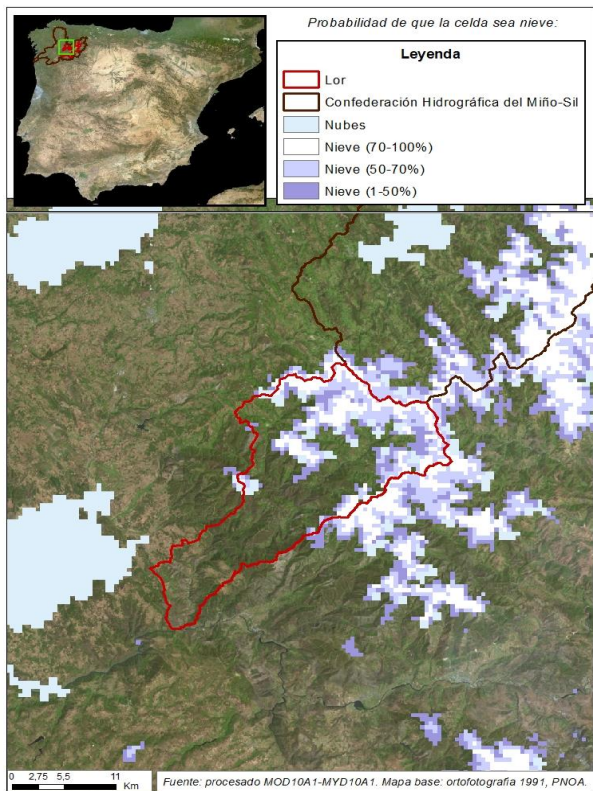 Probabilidad de que la celda sea nieve:
Leyenda
Lor
Confederación Hidrográfica del Miño-Sil
Nubes
Nieve (70-100%)
Nieve (50-70%)
Nieve (1-50%)
0 2,75 5,5 11
Km
Fuente: procesado MOD10A1-MYD10A1. Mapa base: ortofotografía 1991, PNOA.